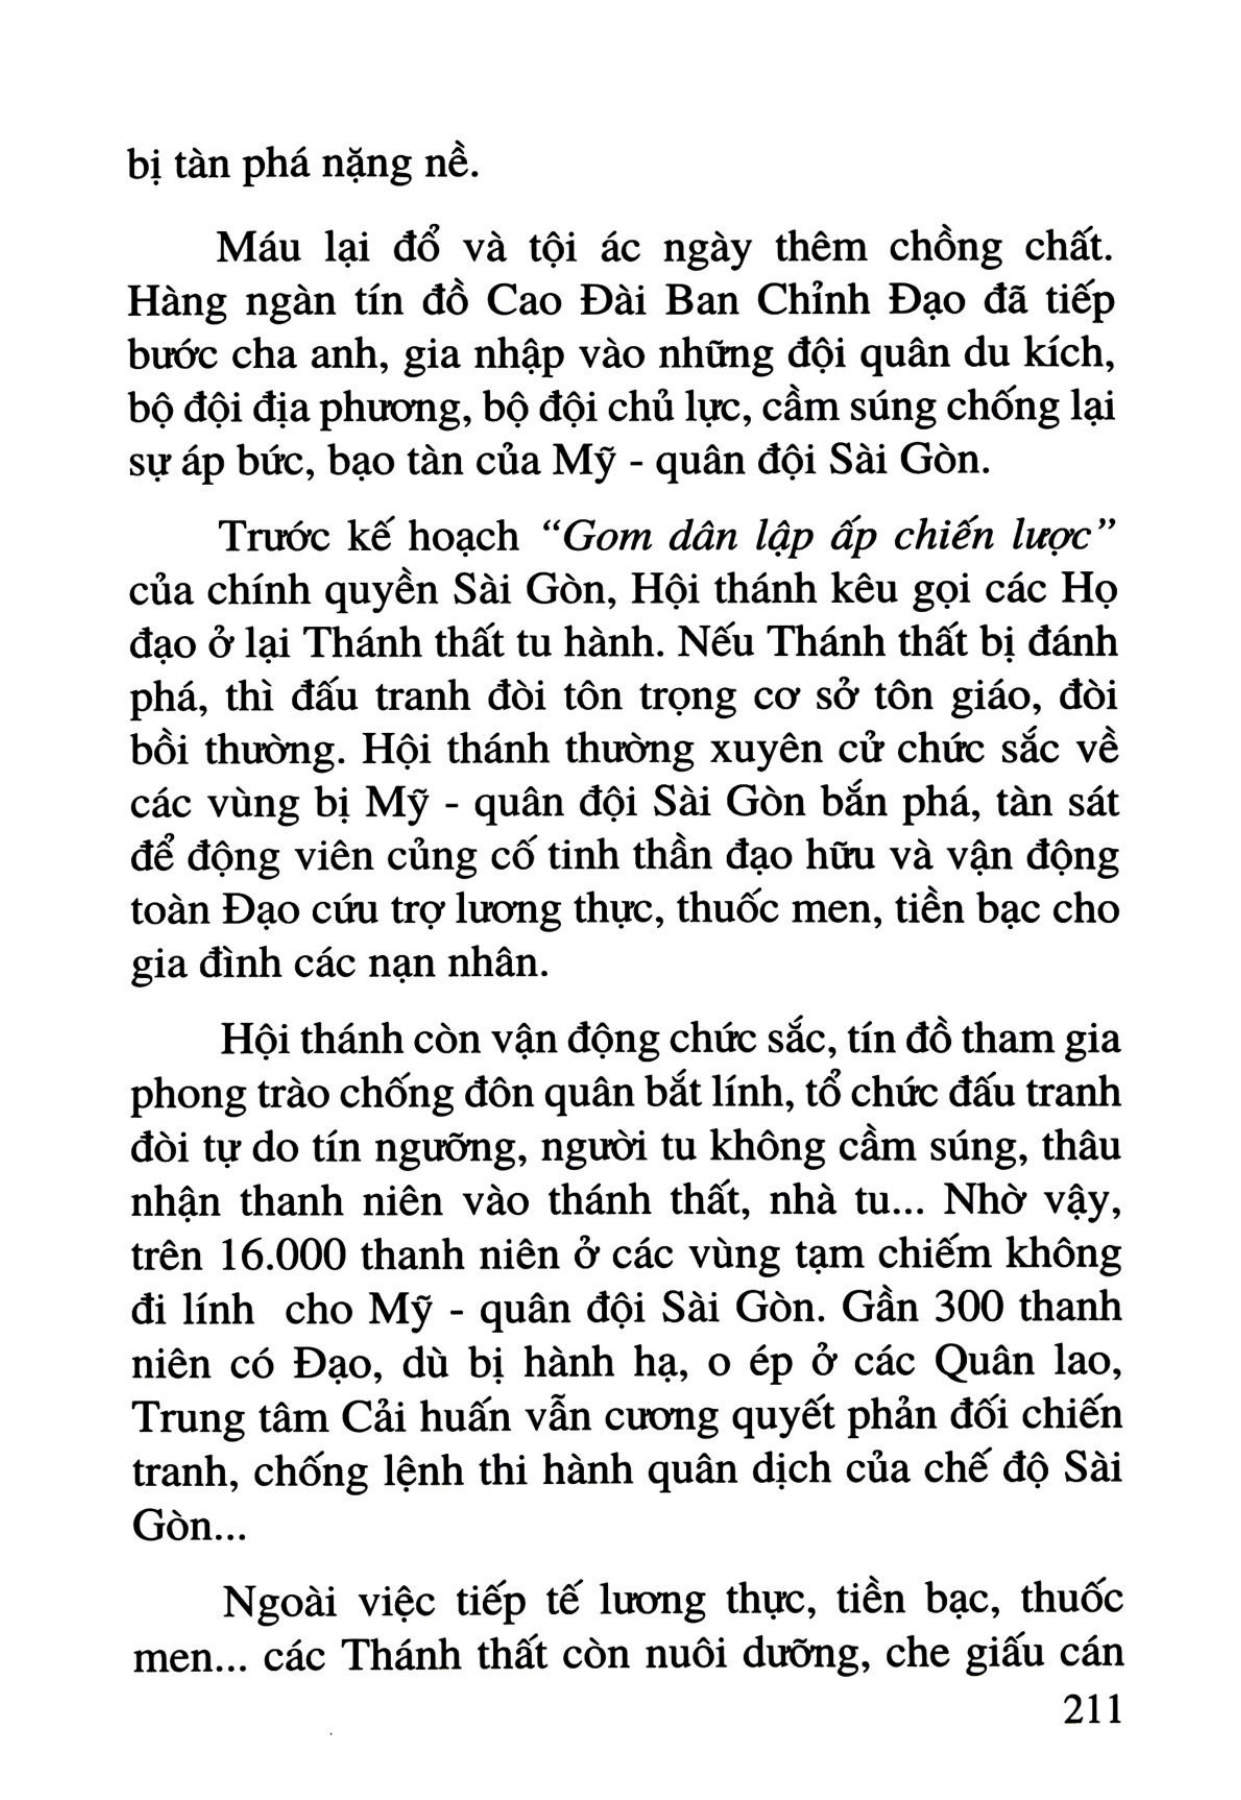 bị tàn phá nặng nề.
Máu lại đổ và tội ác ngày thêm chồng chất.
Hàng ngàn tín đồ Cao Đài Ban Chỉnh Đạo đã tiếp
bước cha anh, gia nhập vào những đội quân du kích,
bộ đội địa phương, bộ đội chủ lực, cầm súng chống lại
sự áp bức, bạo tàn của Mỹ - quân đội Sài Gòn.
Trước kế hoạch “Gom dân lập ấp chiến lược”
của chính quyền Sài Gòn, Hội thánh kêu gọi các Họ
đạo ở lại Thánh thất tu hành. Nếu Thánh thất bị đánh
phá, thì đấu tranh đòi tôn trọng cơ sở tôn giáo, đòi
bồi thường. Hội thánh thường xuyên cử chức sắc về
các vùng bị Mỹ - quân đội Sài Gòn bắn phá, tàn sát
để động viên củng cố tinh thần đạo hữu và vận động
toàn Đạo cứu trợ lương thực, thuốc men, tiền bạc cho
gia đình các nạn nhân.
Hội thánh còn vận động chức sắc, tín đồ tham gia
phong trào chống đôn quân bắt lính, tổ chức đấu tranh
đòi tự do tín ngưỡng, người tu không cầm súng, thâu
nhận thanh niên vào thánh thất, nhà tu... Nhờ vậy,
trên 16.000 thanh niên ở các vùng tạm chiếm không
đi lính  cho Mỹ - quân đội Sài Gòn. Gần 300 thanh
niên có Đạo, dù bị hành hạ, o ép ở các Quân lao,
Trung tâm Cải huấn vẫn cương quyết phản đối chiến
tranh, chống lệnh thi hành quân dịch của chế độ Sài
Gòn...
Ngoài việc tiếp tế lương thực, tiền bạc, thuốc
men... các Thánh thất còn nuôi dưỡng, che giấu cán
211